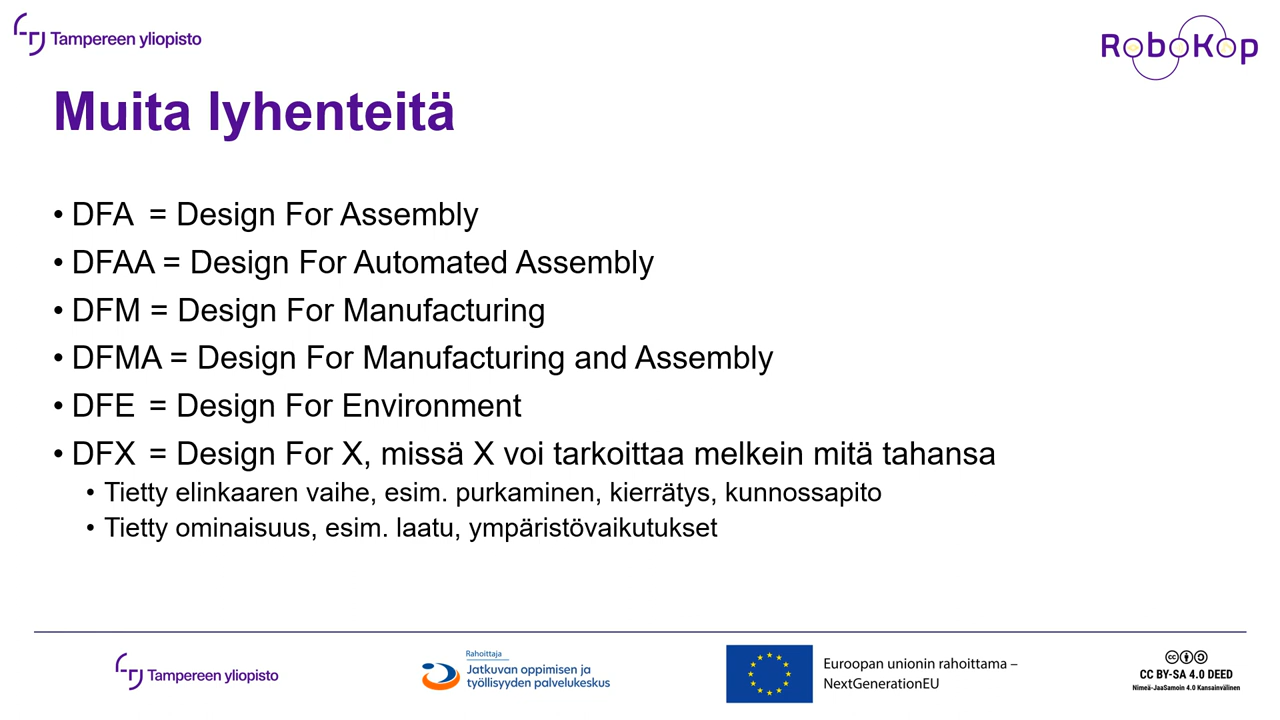 Tampereen yliopisto
RoboKop
Muita lyhenteitä
• DFA = Design For Assembly
• DFAA = Design For Automated Assembly
• DFM = Design For Manufacturing
• DFMA = Design For Manufacturing and Assembly
• DFE = Design For Environment
• DFX = Design For X, missä X voi tarkoittaa melkein mitä tahansa
• Tietty elinkaaren vaihe, esim. purkaminen, kierrätys, kunnossapito
• Tietty ominaisuus, esim. laatu, ympäristövaikutukset
Tampereen yliopisto
Rahoittaja
Jatkuvan oppimisen ja
työllisyyden palvelukeskus
Euroopan unionin rahoittama –
NextGenerationEU
CC BY-SA 4.0 DEED
Nimeä-JaaSamoin 4.0 Kansainvälinen